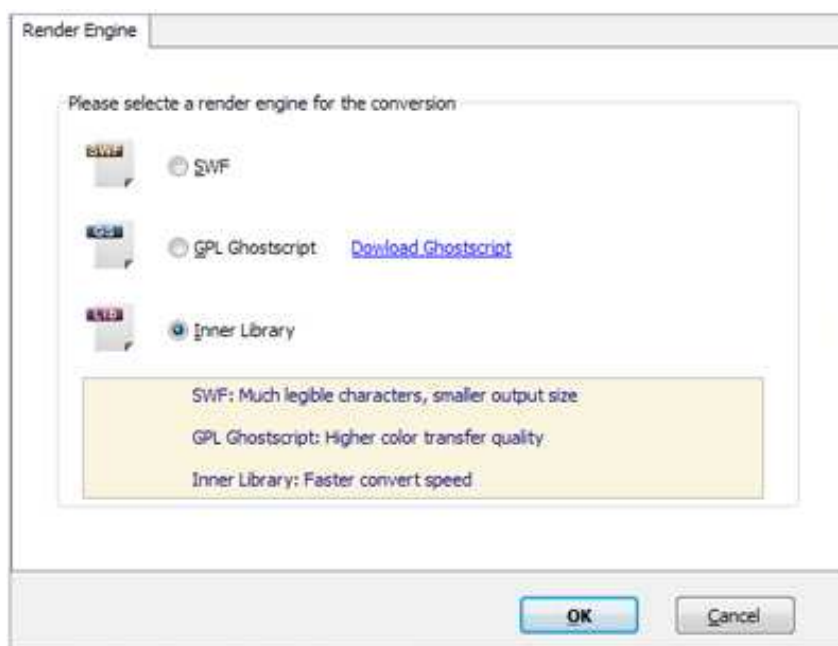 Render Engine
Please selecte a render engine for the conversion
SWF
SWF
GS
GPL Ghostscript Dowload Ghostscript
LIB
Inner Library
SWF: Much legible characters, smaller output size
GPL Ghostscript: Higher color transfer quality
Inner Library: Faster convert speed
OK Cancel